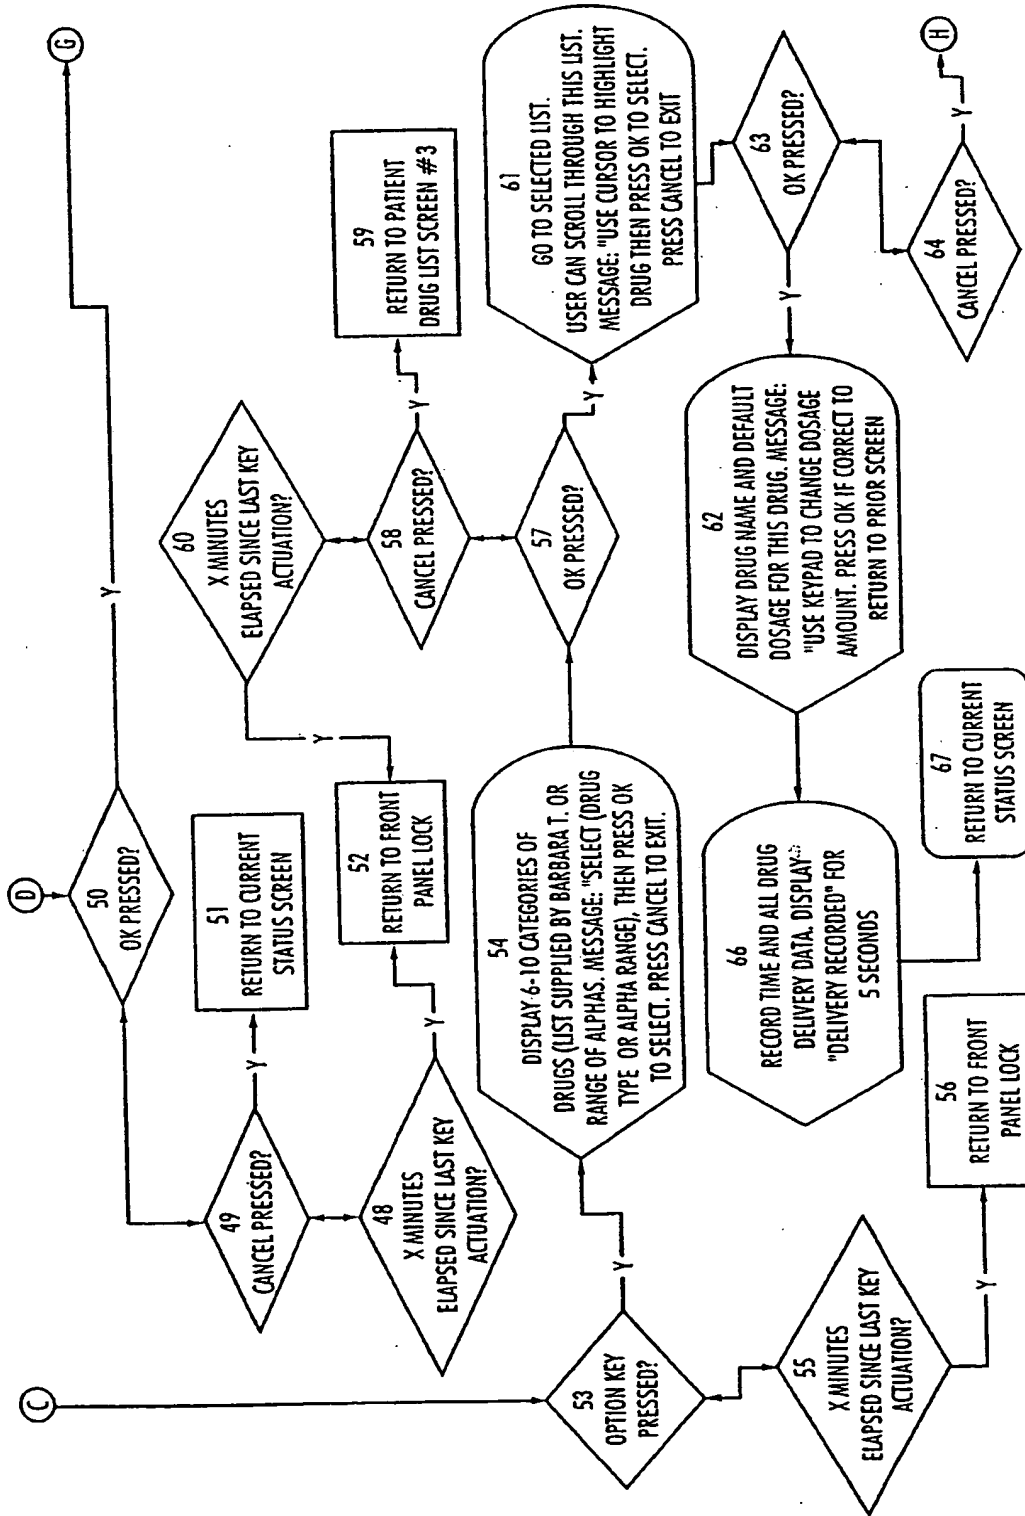 D
50
OK PRESSED?
Y
G
49
CANCEL PRESSED?
Y
51
RETURN TO CURRENT
STATUS SCREEN
48
X MINUTES
ELAPSED SINCE LAST KEY
ACTUATION?
Y
52
RETURN TO FRONT
PANEL LOCK
Y
60
X MINUTES
ELAPSED SINCE LAST KEY
ACTUATION?
58
CANCEL PRESSED?
Y
59
RETURN TO PATIENT
DRUG LIST SCREEN #3
C
53
OPTION KEY
PRESSED?
Y
54
DISPLAY 6-10 CATEGORIES OF
DRUGS (LIST SUPPLIED BY BARBARA T. OR
RANGE OF ALPHAS. MESSAGE: "SELECT (DRUG
TYPE OR ALPHA RANGE), THEN PRESS OK
TO SELECT. PRESS CANCEL TO EXIT.
57
OK PRESSED?
Y
61
GO TO SELECTED LIST.
USER CAN SCROLL THROUGH THIS LIST.
MESSAGE: "USE CURSOR TO HIGHLIGHT
DRUG THEN PRESS OK TO SELECT.
PRESS CANCEL TO EXIT
55
X MINUTES
ELAPSED SINCE LAST KEY
ACTUATION?
Y
56
RETURN TO FRONT
PANEL LOCK
63
OK PRESSED?
Y
62
DISPLAY DRUG NAME AND DEFAULT
DOSAGE FOR THIS DRUG. MESSAGE:
"USE KEYPAD TO CHANGE DOSAGE
AMOUNT. PRESS OK IF CORRECT TO
RETURN TO PRIOR SCREEN
64
CANCEL PRESSED?
Y
H
66
RECORD TIME AND ALL DRUG
DELIVERY DATA. DISPLAY
"DELIVERY RECORDED" FOR
5 SECONDS
67
RETURN TO CURRENT
STATUS SCREEN